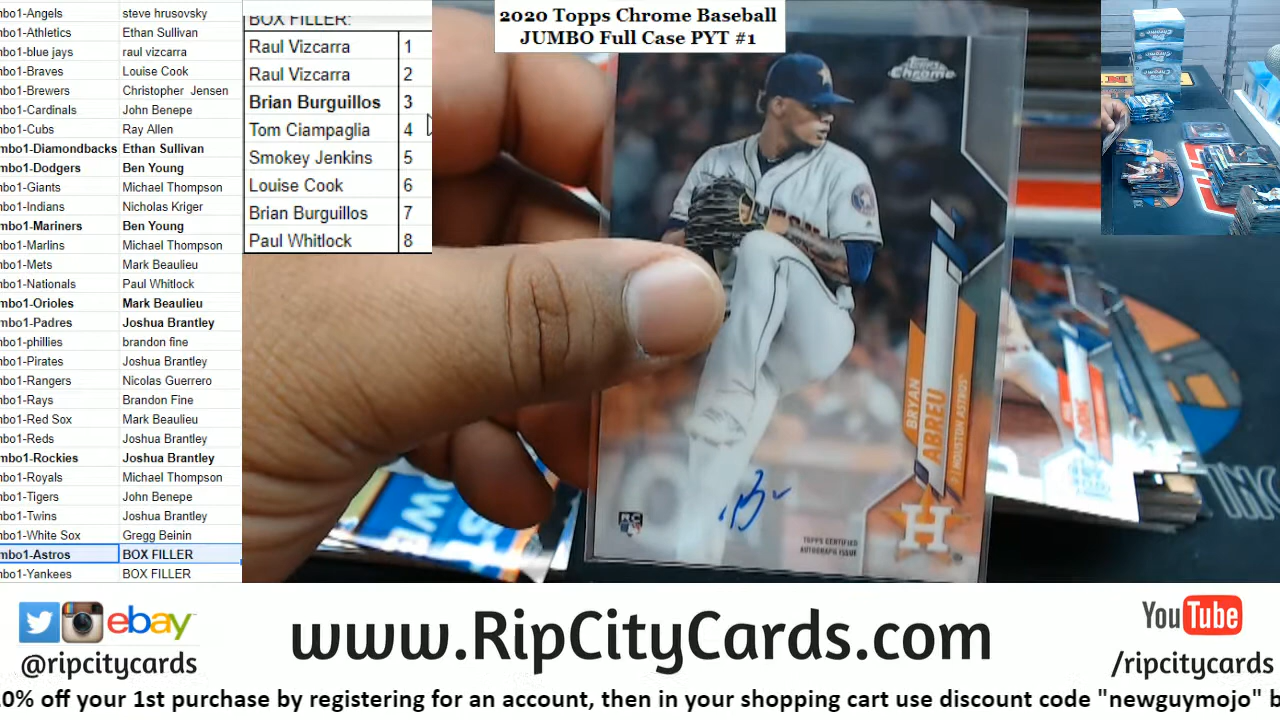 mbo1-Angels steve hrusovsky
nbo1-Athletics Ethan Sullivan
nbo1-blue jays raul vizcarra
nbo1-Braves Louise Cook
nbo1-Brewers Christopher Jensen
nbo1-Cardinals John Benepe
nbo1-Cubs Ray Allen
mbo1-Diamondbacks Ethan Sullivan
mbo1-Dodgers Ben Young
nbo1-Giants Michael Thompson
nbo1-Indians Nicholas Kriger
mbo1-Mariners Ben Young
nbo1-Marlins Michael Thompson
nbo1-Mets Mark Beaulieu
nbo1-Nationals Paul Whitlock
mbo1-Orioles Mark Beaulieu
mbo1-Padres Joshua Brantley
nbo1-phillies brandon fine
nbo1-Pirates Joshua Brantley
nbo1-Rangers Nicolas Guerrero
nbo1-Rays Brandon Fine
nbo1-Red Sox Mark Beaulieu
nbo1-Reds Joshua Brantley
mbo1-Rockies Joshua Brantley
nbo1-Royals Michael Thompson
nbo1-Tigers John Benepe
nbo1-Twins Joshua Brantley
nbo1-White Sox Gregg Beinin
mbo1-Astros BOX FILLER
nbo1-Yankees BOX FILLER
BOX FILLER:
Raul Vizcarra 1
Raul Vizcarra 2
Brian Burguillos 3
Tom Ciampaglia 4
Smokey Jenkins 5
Louise Cook 6
Brian Burguillos 7
Paul Whitlock 8
2020 Topps Chrome Baseball
JUMBO Full Case PYT #1
Topps
Chrome
BRYAN
ABREU
HOUSTON ASTROS
H
RC
TOPPS CERTIFIED
AUTOGRAPH ISSUE
ebay
@ripcitycards
www.RipCityCards.com
YouTube
/ripcitycards
0% off your 1st purchase by registering for an account, then in your shopping cart use discount code "newguymojo" b